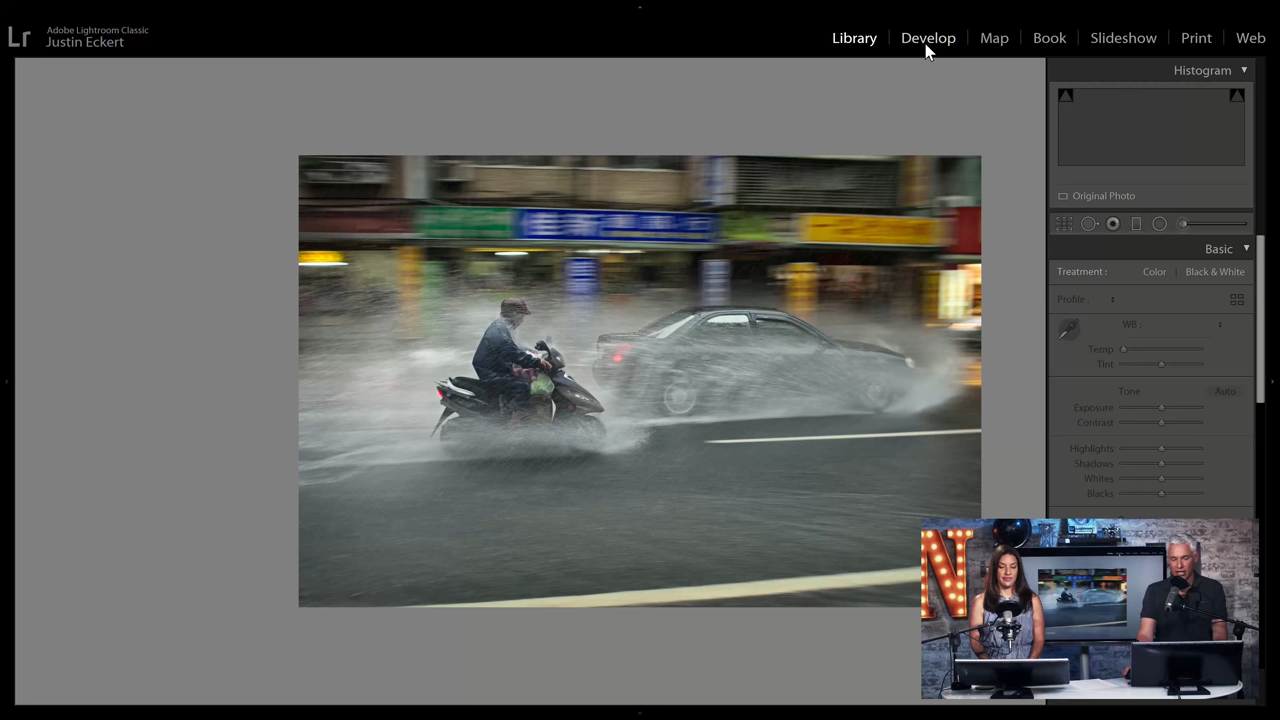 Lr
Adobe Lightroom Classic
Justin Eckert
Library | Develop | Map | Book | Slideshow | Print | Web
Histogram
Original Photo
Basic
Treatment : Color | Black & White
Profile :
WB :
Temp
Tint
Tone Auto
Exposure
Contrast
Highlights
Shadows
Whites
Blacks
N